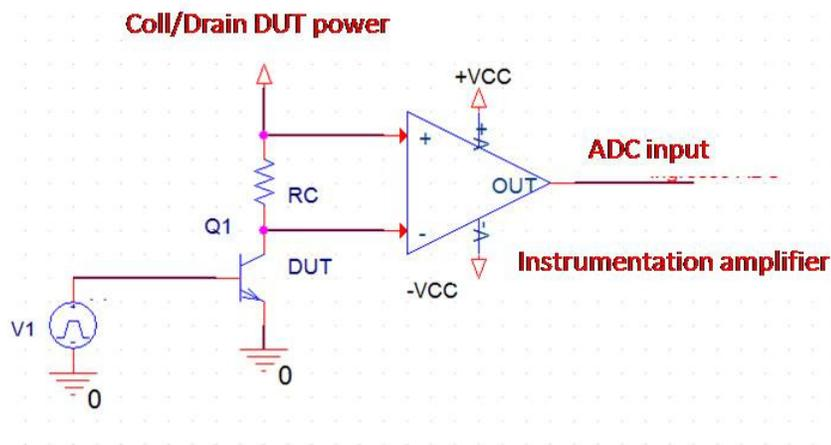 Coll/Drain DUT power
+VCC
V+
+
ADC input
OUT
RC
Q1
-
V-
DUT
Instrumentation amplifier
-VCC
V1
+
-
0
0